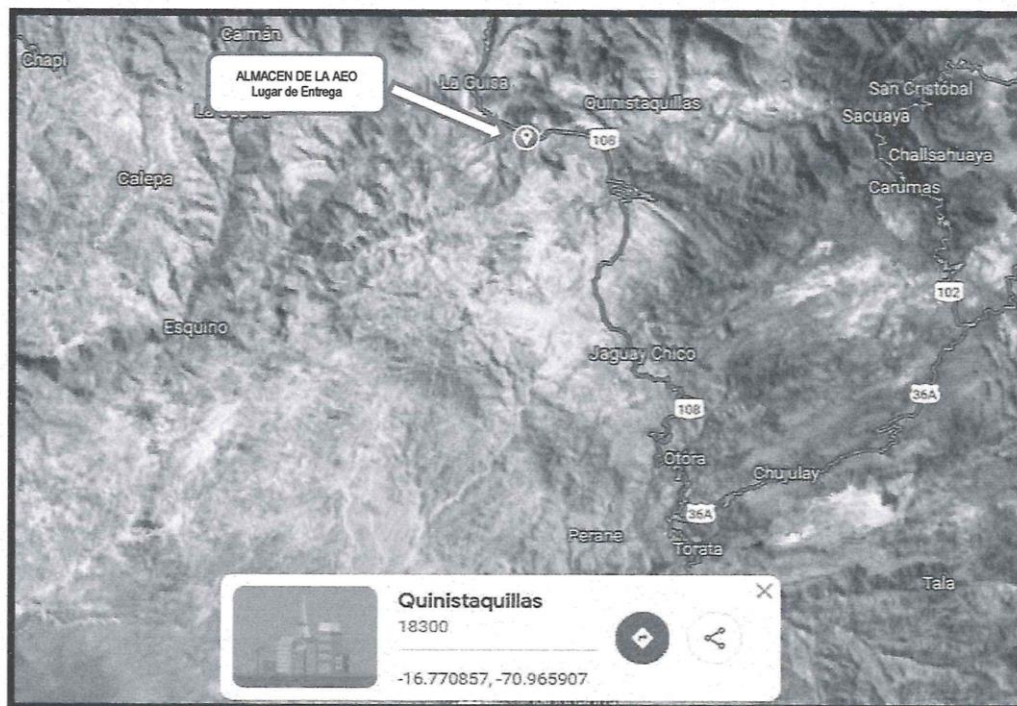 Caimán
Chapi
ALMACEN DE LA AEO
Lugar de Entrega
La Guisa
San Cristóbal
Quinistaquillas
Sacuaya
108
Challsahuaya
Calepa
Carumas
102
Esquino
Jaguay Chico
36A
108
Otora
Chujulay
36A
Perane
Torata
Tala
Quinistaquillas
18300
-16.770857, -70.965907